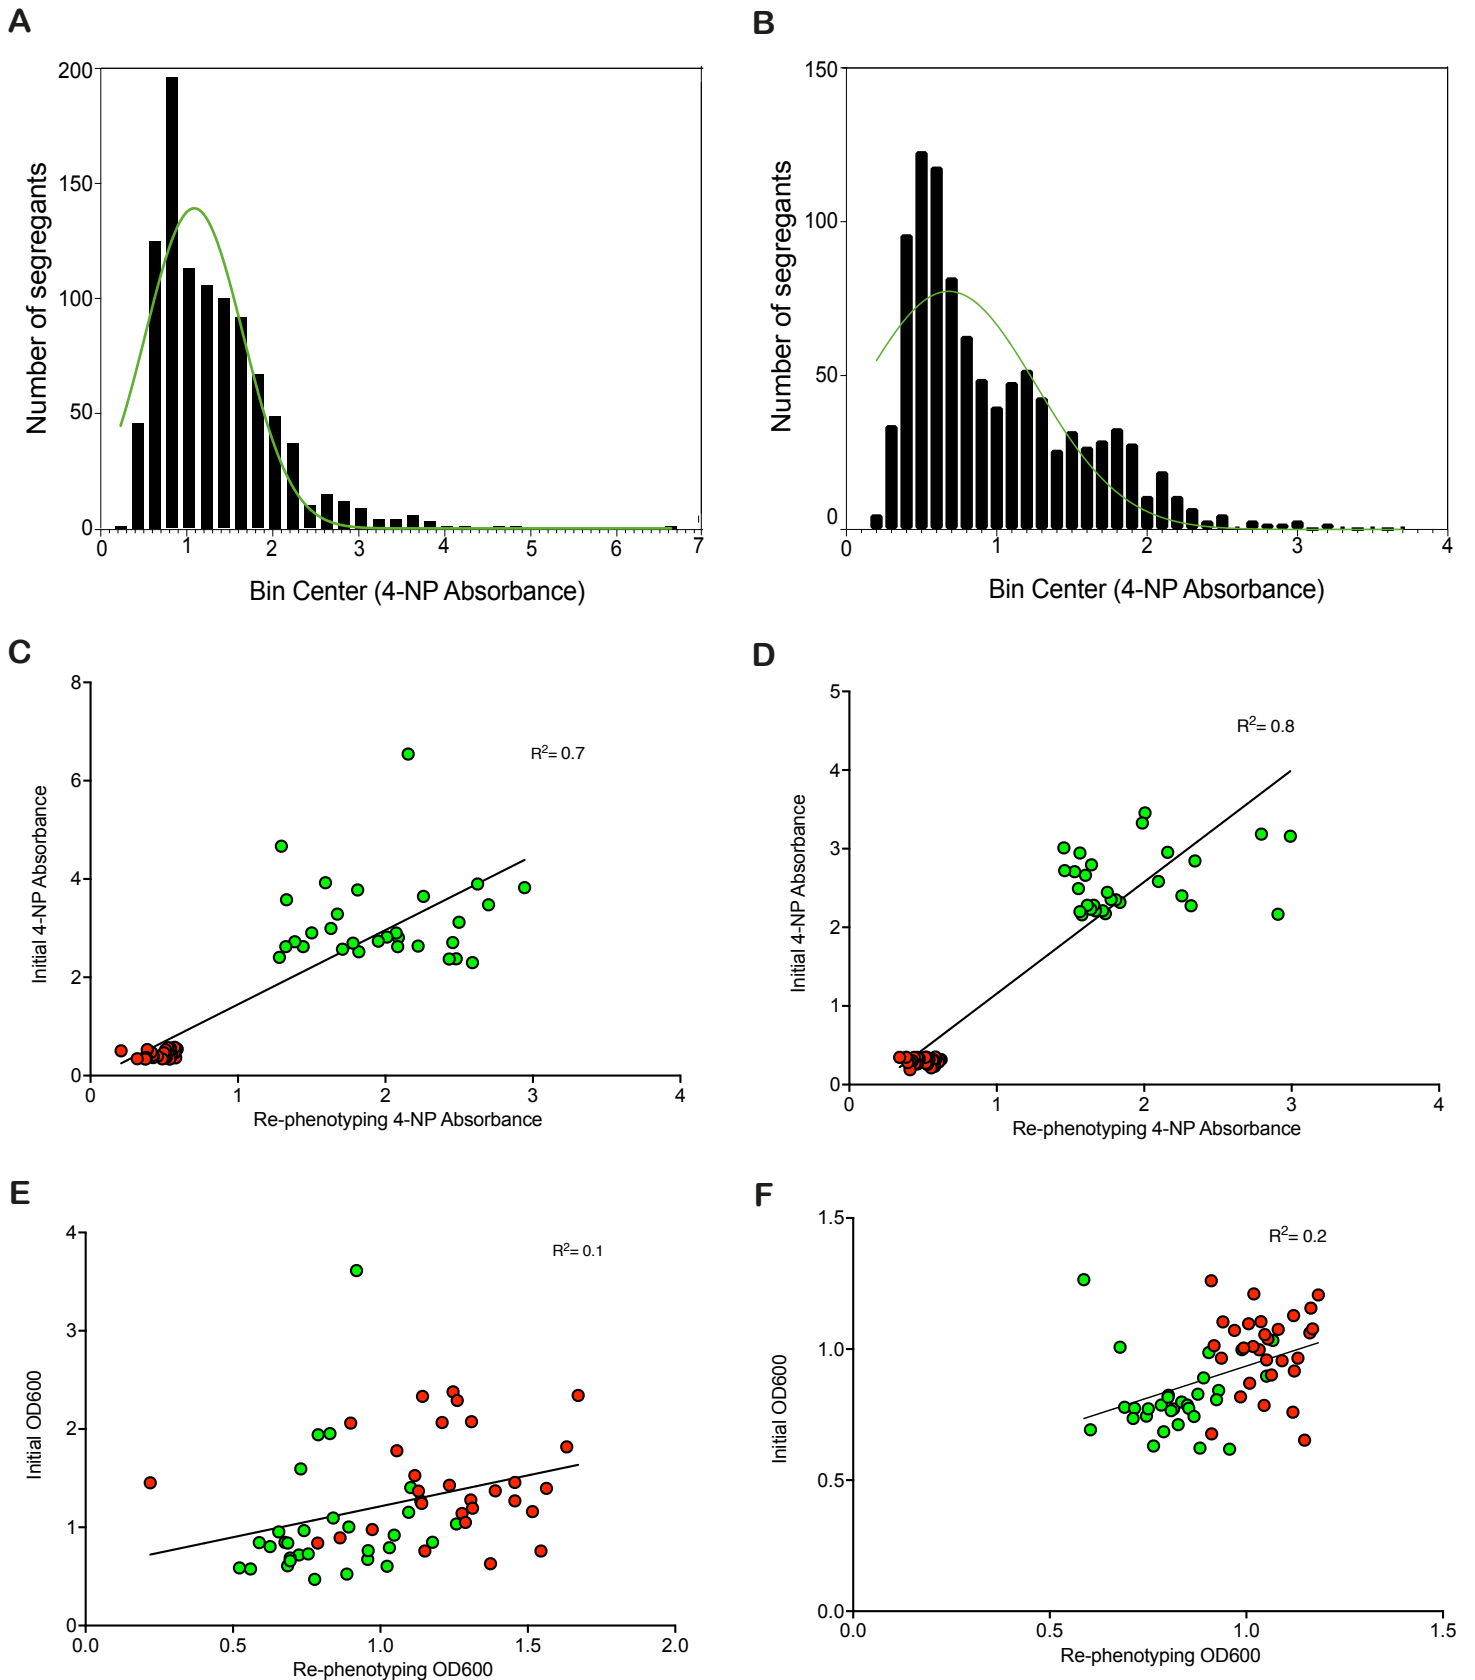 A
200
150
100
50
0
Number of segregants
0 1 2 3 4 5 6 7
Bin Center (4-NP Absorbance)
B
150
100
50
0
Number of segregants
0 1 2 3 4
Bin Center (4-NP Absorbance)
C
8
6
4
2
0
Initial 4-NP Absorbance
R²= 0.7
0 1 2 3 4
Re-phenotyping 4-NP Absorbance
D
5
4
3
2
1
0
Initial 4-NP Absorbance
R²= 0.8
0 1 2 3 4
Re-phenotyping 4-NP Absorbance
E
4
3
2
1
0
Initial OD600
R²= 0.1
0.0 0.5 1.0 1.5 2.0
Re-phenotyping OD600
F
1.5
1.0
0.5
0.0
Initial OD600
R²= 0.2
0.0 0.5 1.0 1.5
Re-phenotyping OD600